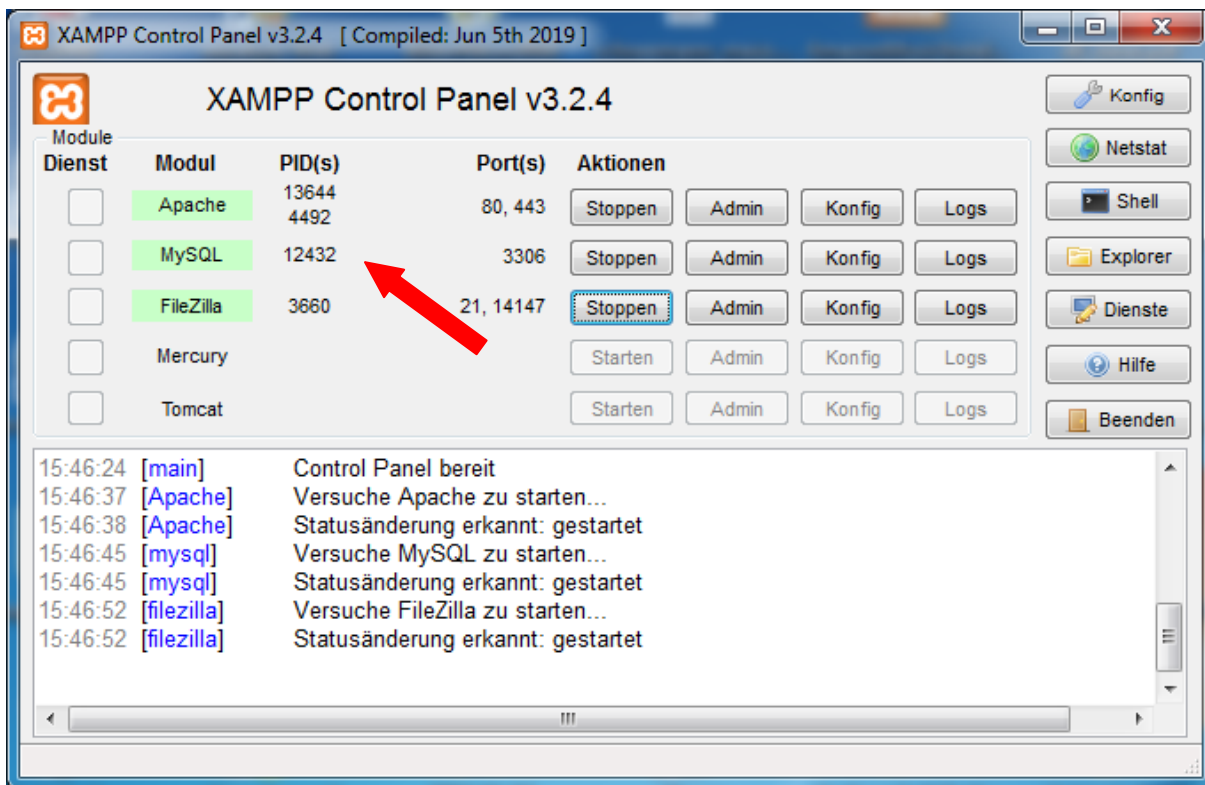 XAMPP Control Panel v3.2.4 [ Compiled: Jun 5th 2019 ]
XAMPP Control Panel v3.2.4
Konfig
Module
Dienst Modul PID(s) Port(s) Aktionen
Netstat
Apache 13644 4492 80, 443 Stoppen Admin Konfig Logs
Shell
MySQL 12432 3306 Stoppen Admin Konfig Logs
Explorer
FileZilla 3660 21, 14147 Stoppen Admin Konfig Logs
Dienste
Mercury Starten Admin Konfig Logs
Hilfe
Tomcat Starten Admin Konfig Logs
Beenden
15:46:24 [main] Control Panel bereit
15:46:37 [Apache] Versuche Apache zu starten...
15:46:38 [Apache] Statusänderung erkannt: gestartet
15:46:45 [mysql] Versuche MySQL zu starten...
15:46:45 [mysql] Statusänderung erkannt: gestartet
15:46:52 [filezilla] Versuche FileZilla zu starten...
15:46:52 [filezilla] Statusänderung erkannt: gestartet